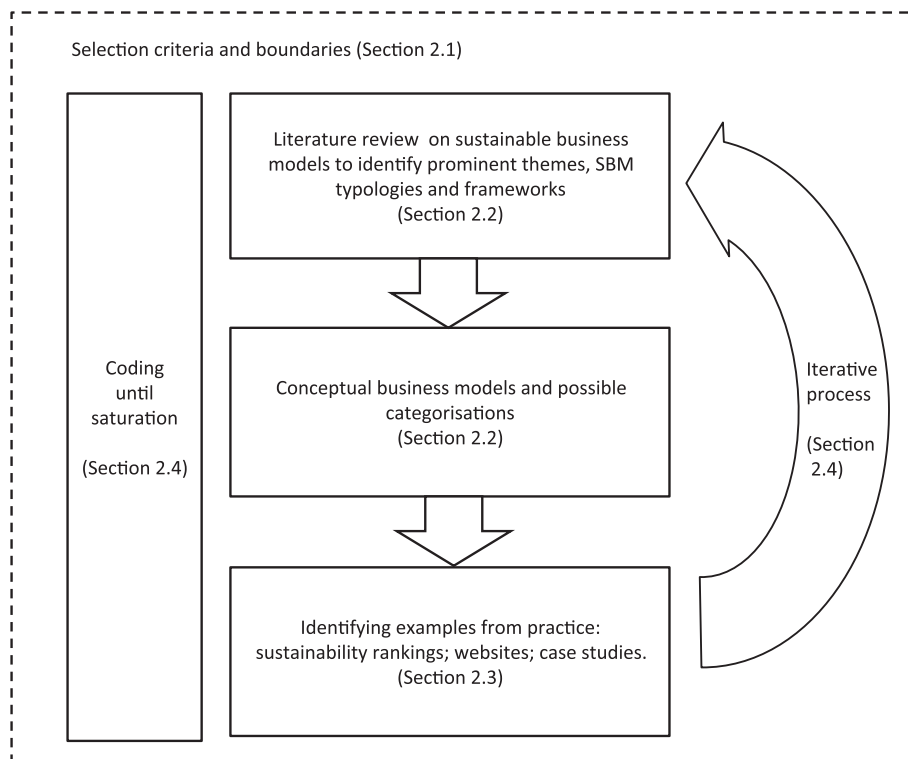 Selection criteria and boundaries (Section 2.1)
Literature review on sustainable business
models to identify prominent themes, SBM
typologies and frameworks
(Section 2.2)
Coding
until
saturation
(Section 2.4)
Conceptual business models and possible
categorisations
(Section 2.2)
Iterative
process
(Section
2.4)
Identifying examples from practice:
sustainability rankings; websites; case studies.
(Section 2.3)